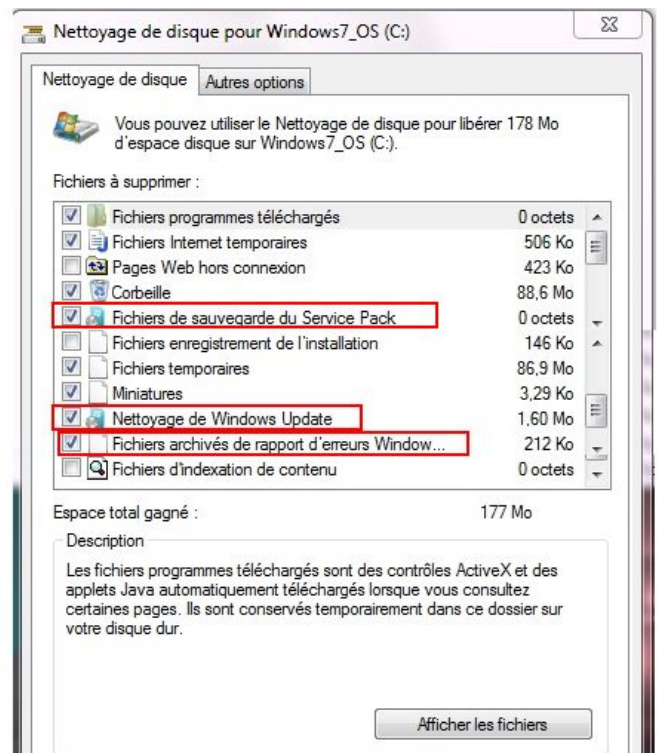 Nettoyage de disque pour Windows7_OS (C:)
Nettoyage de disque
Autres options
Vous pouvez utiliser le Nettoyage de disque pour libérer 178 Mo
d'espace disque sur Windows7_OS (C:).
Fichiers à supprimer :
Fichiers programmes téléchargés 0 octets
Fichiers Internet temporaires 506 Ko
Pages Web hors connexion 423 Ko
Corbeille 88,6 Mo
Fichiers de sauvegarde du Service Pack 0 octets
Fichiers enregistrement de l'installation 146 Ko
Fichiers temporaires 86,9 Mo
Miniatures 3,29 Ko
Nettoyage de Windows Update 1,60 Mo
Fichiers archivés de rapport d'erreurs Window... 212 Ko
Fichiers d'indexation de contenu 0 octets
Espace total gagné : 177 Mo
Description
Les fichiers programmes téléchargés sont des contrôles ActiveX et des
applets Java automatiquement téléchargés lorsque vous consultez
certaines pages. Ils sont conservés temporairement dans ce dossier sur
votre disque dur.
Afficher les fichiers